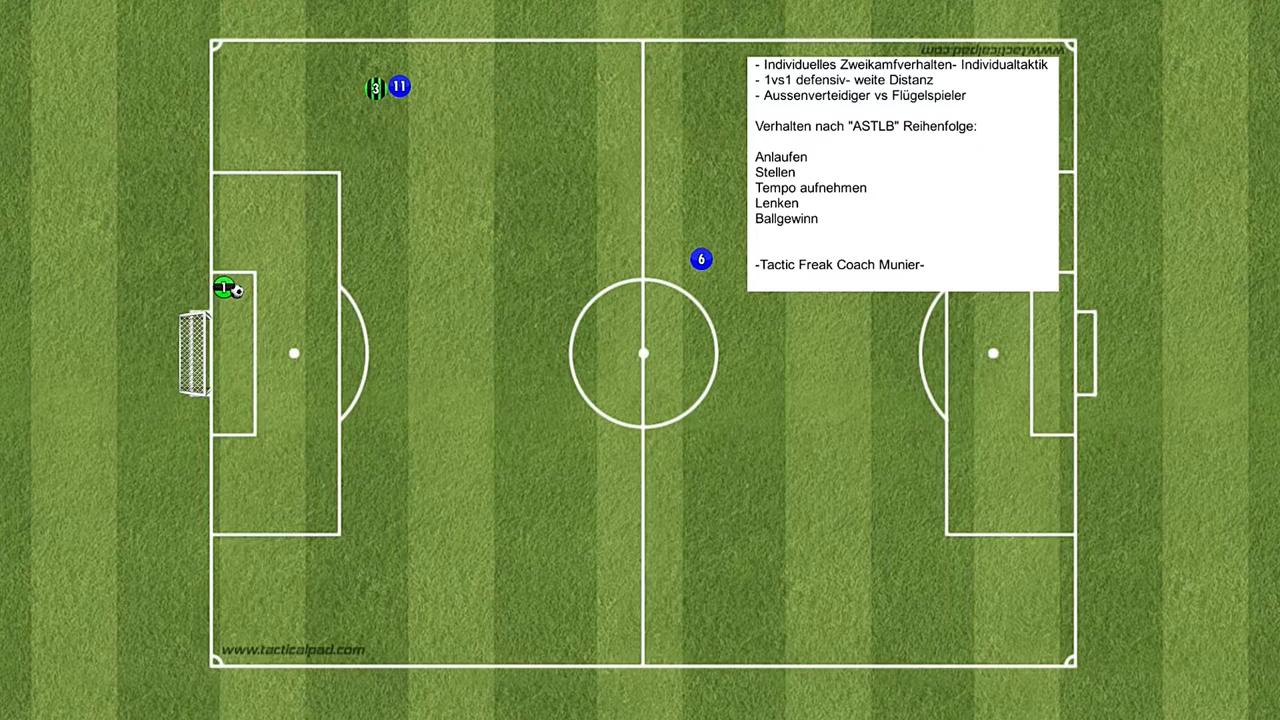 www.tacticalpad.com
- Individuelles Zweikamfverhalten- Individualtaktik
- 1vs1 defensiv- weite Distanz
- Aussenverteidiger vs Flügelspieler
Verhalten nach "ASTLB" Reihenfolge:
Anlaufen
Stellen
Tempo aufnehmen
Lenken
Ballgewinn
-Tactic Freak Coach Munier-
3
11
6
1
www.tacticalpad.com